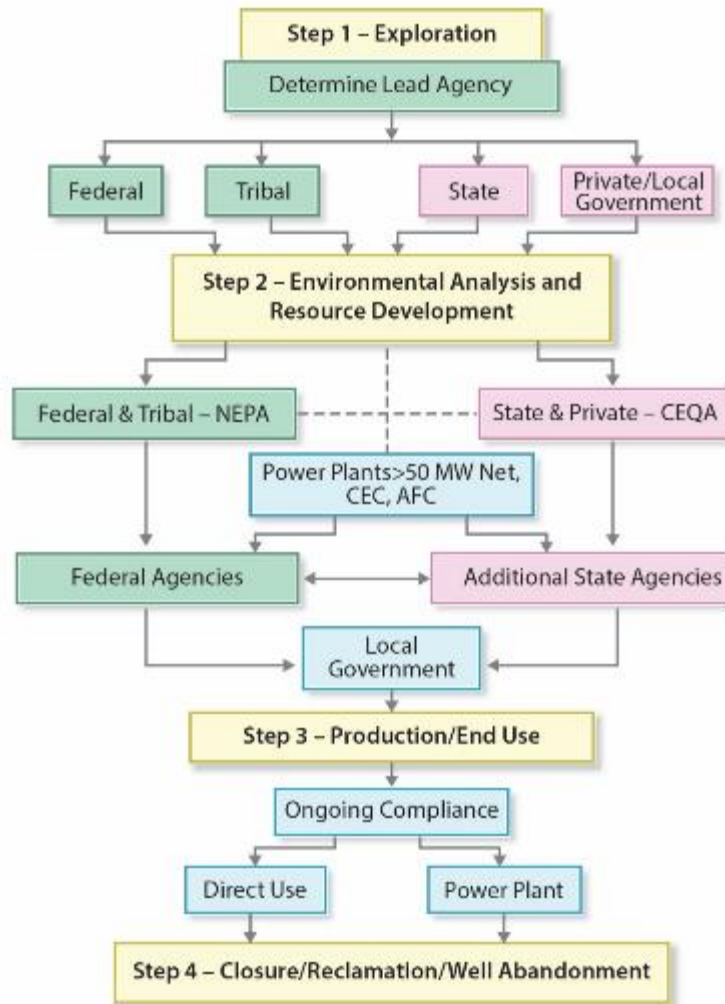 Step 1 – Exploration
Determine Lead Agency
Federal
Tribal
State
Private/Local
Government
Step 2 – Environmental Analysis and
Resource Development
Federal & Tribal – NEPA
State & Private – CEQA
Power Plants>50 MW Net,
CEC, AFC
Federal Agencies
Additional State Agencies
Local
Government
Step 3 – Production/End Use
Ongoing Compliance
Direct Use
Power Plant
Step 4 – Closure/Reclamation/Well Abandonment